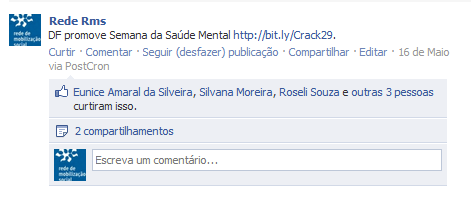 rede de
mobilização
social
Rede Rms
DF promove Semana da Saúde Mental http://bit.ly/Crack29.
Curtir · Comentar · Seguir (desfazer) publicação · Compartilhar · Editar · 16 de Maio
via PostCron
Eunice Amaral da Silveira, Silvana Moreira, Roseli Souza e outras 3 pessoas
curtiram isso.
2 compartilhamentos
rede de
mobilização
social
Escreva um comentário...